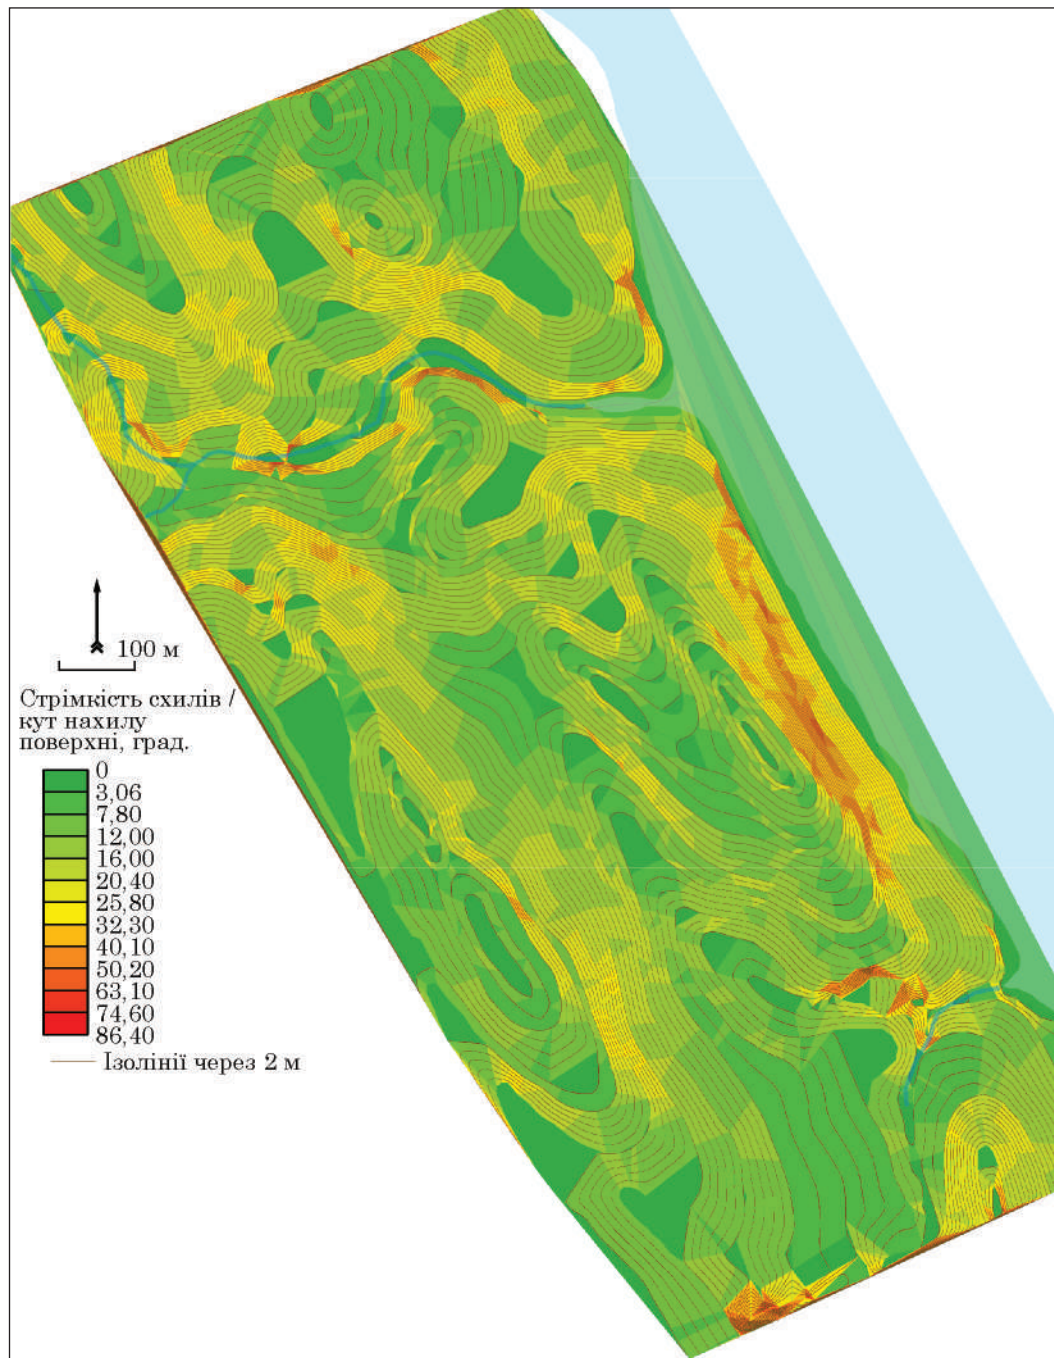 100 м
Стрімкість схилів /
кут нахилу
поверхні, град.
0
3,06
7,80
12,00
16,00
20,40
25,80
32,30
40,10
50,20
63,10
74,60
86,40
Ізолінії через 2 м